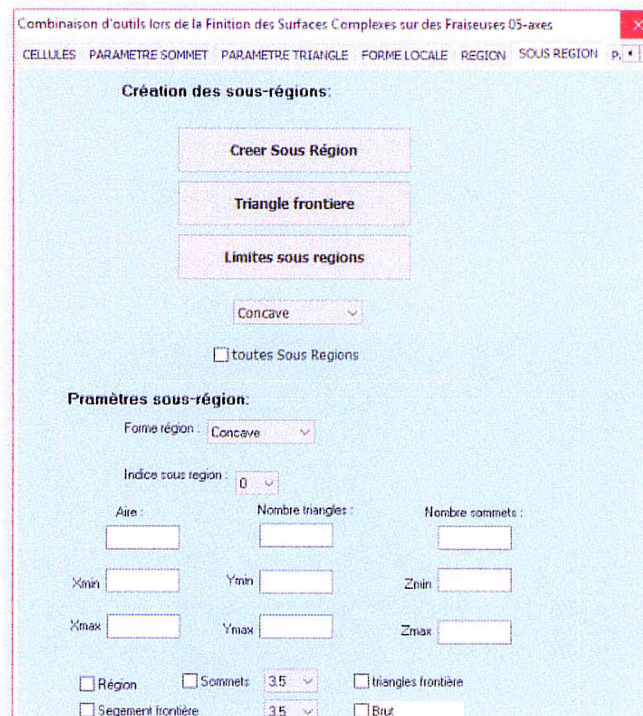 Combinaison d'outils lors de la Finition des Surfaces Complexes sur des Fraiseuses 05-axes
CELLULES PARAMETRE SOMMET PARAMETRE TRIANGLE FORME LOCALE REGION SOUS REGION
Création des sous-régions:
Creer Sous Région
Triangle frontiere
Limites sous regions
Concave
toutes Sous Regions
Pramètres sous-région:
Forme région : Concave
Indice sous region : 0
Aire : Nombre triangles : Nombre sommets :
Xmin Ymin Zmin
Xmax Ymax Zmax
Région Sommets 3.5 triangles frontière
Segement frontière 3.5 Brut